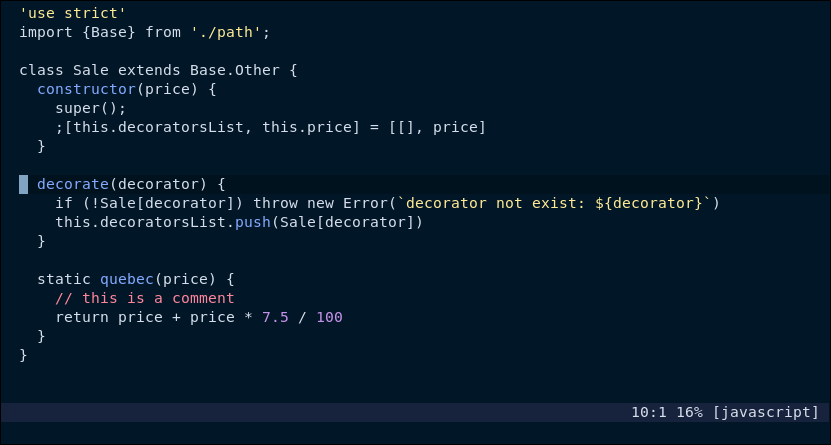 'use strict'
import {Base} from './path';

class Sale extends Base.Other {
  constructor(price) {
    super();
    ;[this.decoratorsList, this.price] = [[], price]
  }

  decorate(decorator) {
    if (!Sale[decorator]) throw new Error(`decorator not exist: ${decorator}`)
    this.decoratorsList.push(Sale[decorator])
  }

  static quebec(price) {
    // this is a comment
    return price + price * 7.5 / 100
  }
}
10:1 16% [javascript]